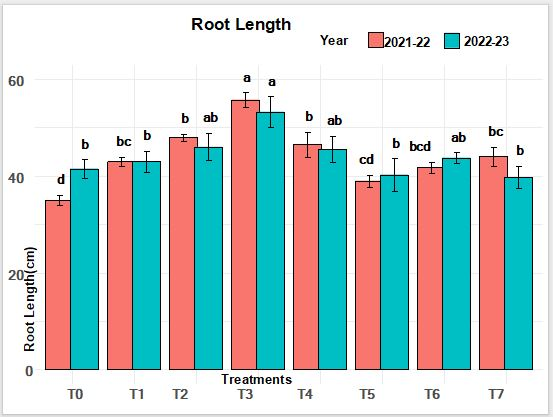 Root Length
Year 2021-22 2022-23
60
40
20
0
Root Length(cm)
d b bc b b ab a a b ab cd b bcd ab bc b
Treatments
T0 T1 T2 T3 T4 T5 T6 T7